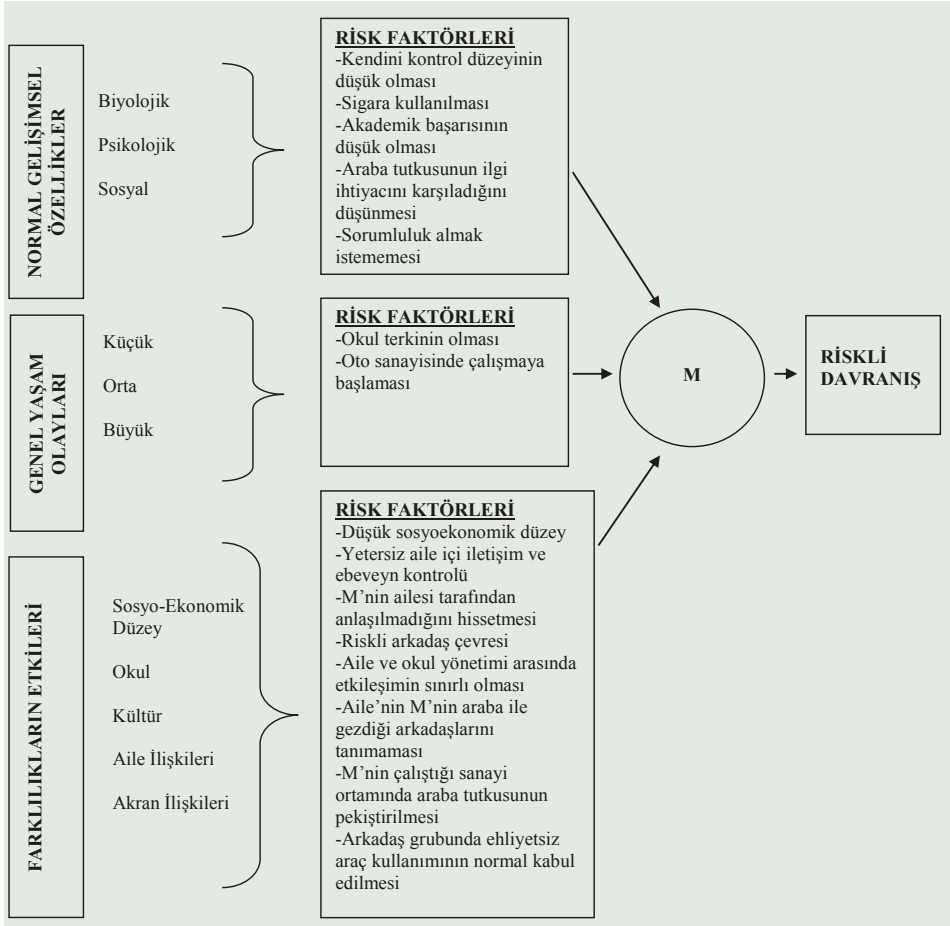 NORMAL GELİŞİMSEL
ÖZELLİKLER
Biyolojik
Psikolojik
Sosyal
RİSK FAKTÖRLERİ
-Kendini kontrol düzeyinin
düşük olması
-Sigara kullanılması
-Akademik başarısının
düşük olması
-Araba tutkusunun ilgi
ihtiyacını karşıladığını
düşünmesi
-Sorumluluk almak
istememesi
GENEL YAŞAM
OLAYLARI
Küçük
Orta
Büyük
RİSK FAKTÖRLERİ
-Okul terkinin olması
-Oto sanayisinde çalışmaya
başlaması
M
RİSKLİ
DAVRANIŞ
FARKLILIKLARIN ETKİLERİ
Sosyo-Ekonomik
Düzey
Okul
Kültür
Aile İlişkileri
Akran İlişkileri
RİSK FAKTÖRLERİ
-Düşük sosyoekonomik düzey
-Yetersiz aile içi iletişim ve
ebeveyn kontrolü
-M’nin ailesi tarafından
anlaşılmadığını hissetmesi
-Riskli arkadaş çevresi
-Aile ve okul yönetimi arasında
etkileşimin sınırlı olması
-Aile’nin M’nin araba ile
gezdiği arkadaşlarını
tanımaması
-M’nin çalıştığı sanayi
ortamında araba tutkusunun
pekiştirilmesi
-Arkadaş grubunda ehliyetsiz
araç kullanımının normal kabul
edilmesi